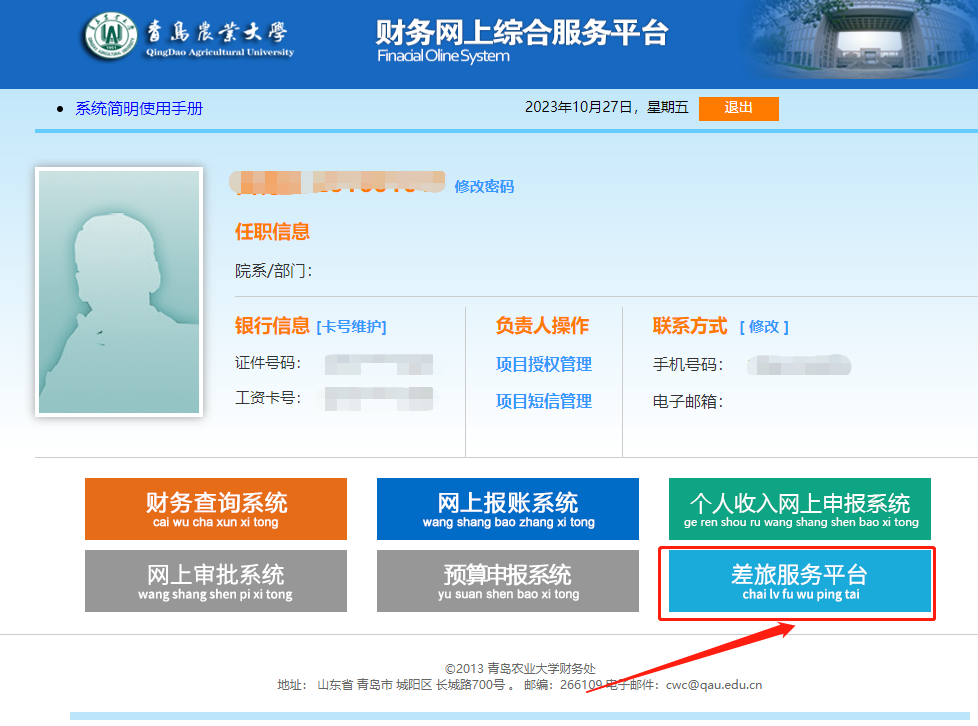 青島農業大學
QingDao Agricultural University
财务网上综合服务平台
Finacial Oline System
系统简明使用手册
2023年10月27日，星期五
退出
修改密码
任职信息
院系/部门：
银行信息 [卡号维护]
证件号码：
工资卡号：
负责人操作
项目授权管理
项目短信管理
联系方式 [ 修改 ]
手机号码：
电子邮箱：
财务查询系统
cai wu cha xun xi tong
网上报账系统
wang shang bao zhang xi tong
个人收入网上申报系统
ge ren shou ru wang shang shen bao xi tong
网上审批系统
wang shang shen pi xi tong
预算申报系统
yu suan shen bao xi tong
差旅服务平台
chai lv fu wu ping tai
©2013 青岛农业大学财务处
地址： 山东省 青岛市 城阳区 长城路700号 。 邮编：266109 电子邮件：cwc@qau.edu.cn